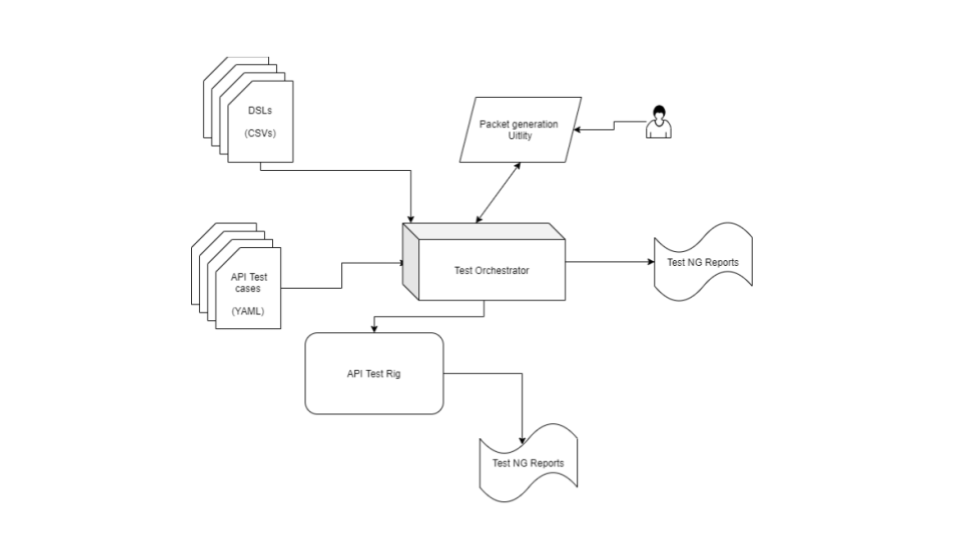 DSLs
(CSVs)
Packet generation
Uitlity
API Test
cases
(YAML)
Test Orchestrator
Test NG Reports
API Test Rig
Test NG Reports